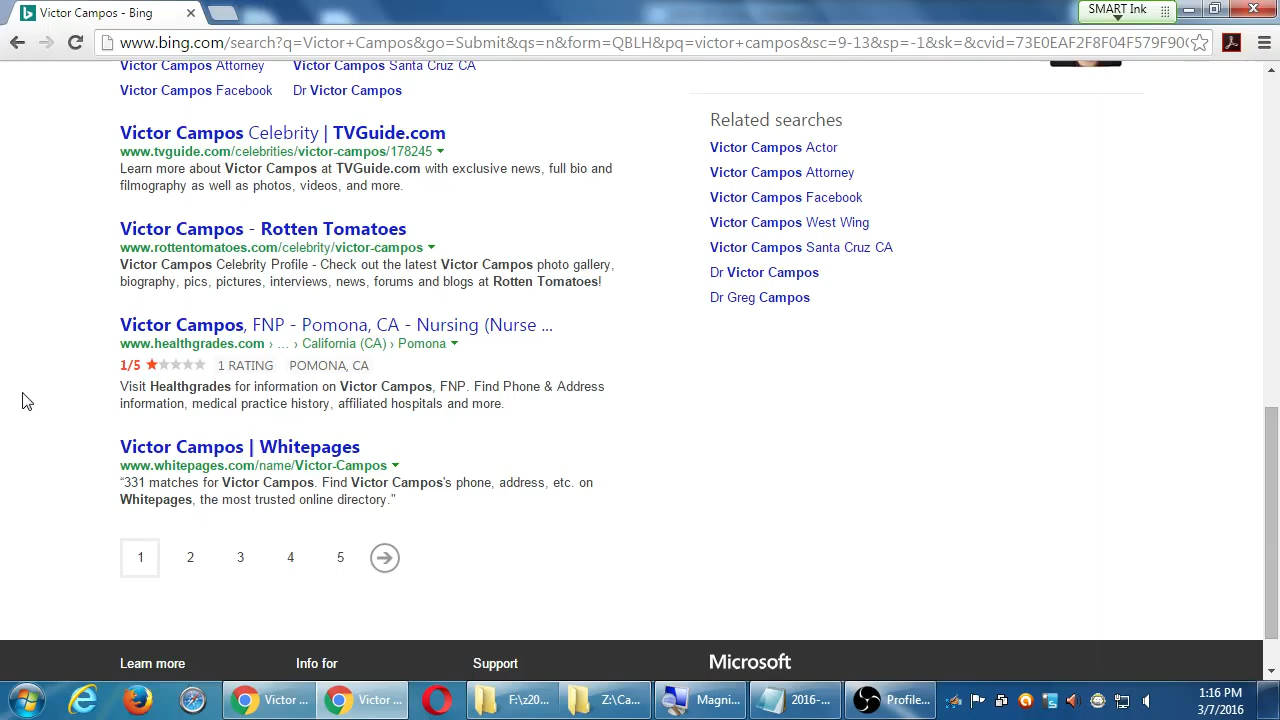 Victor Campos - Bing
SMART Ink
www.bing.com/search?q=Victor+Campos&go=Submit&qs=n&form=QBLH&pq=victor+campos&sc=9-13&sp=-1&sk=&cvid=73E0EAF2F8F04F579F90
Victor Campos Attorney
Victor Campos Santa Cruz CA
Victor Campos Facebook
Dr Victor Campos
Victor Campos Celebrity | TVGuide.com
www.tvguide.com/celebrities/victor-campos/178245
Learn more about Victor Campos at TVGuide.com with exclusive news, full bio and
filmography as well as photos, videos, and more.
Victor Campos - Rotten Tomatoes
www.rottentomatoes.com/celebrity/victor-campos
Victor Campos Celebrity Profile - Check out the latest Victor Campos photo gallery,
biography, pics, pictures, interviews, news, forums and blogs at Rotten Tomatoes!
Victor Campos, FNP - Pomona, CA - Nursing (Nurse ...
www.healthgrades.com › ... › California (CA) › Pomona
1/5 1 RATING POMONA, CA
Visit Healthgrades for information on Victor Campos, FNP. Find Phone & Address
information, medical practice history, affiliated hospitals and more.
Victor Campos | Whitepages
www.whitepages.com/name/Victor-Campos
“331 matches for Victor Campos. Find Victor Campos's phone, address, etc. on
Whitepages, the most trusted online directory.”
1 2 3 4 5
Related searches
Victor Campos Actor
Victor Campos Attorney
Victor Campos Facebook
Victor Campos West Wing
Victor Campos Santa Cruz CA
Dr Victor Campos
Dr Greg Campos
Learn more
Info for
Support
Microsoft
Victor ...
Victor ...
F:\z20...
Z:\Ca...
Magni...
2016-...
Profile...
1:16 PM
3/7/2016